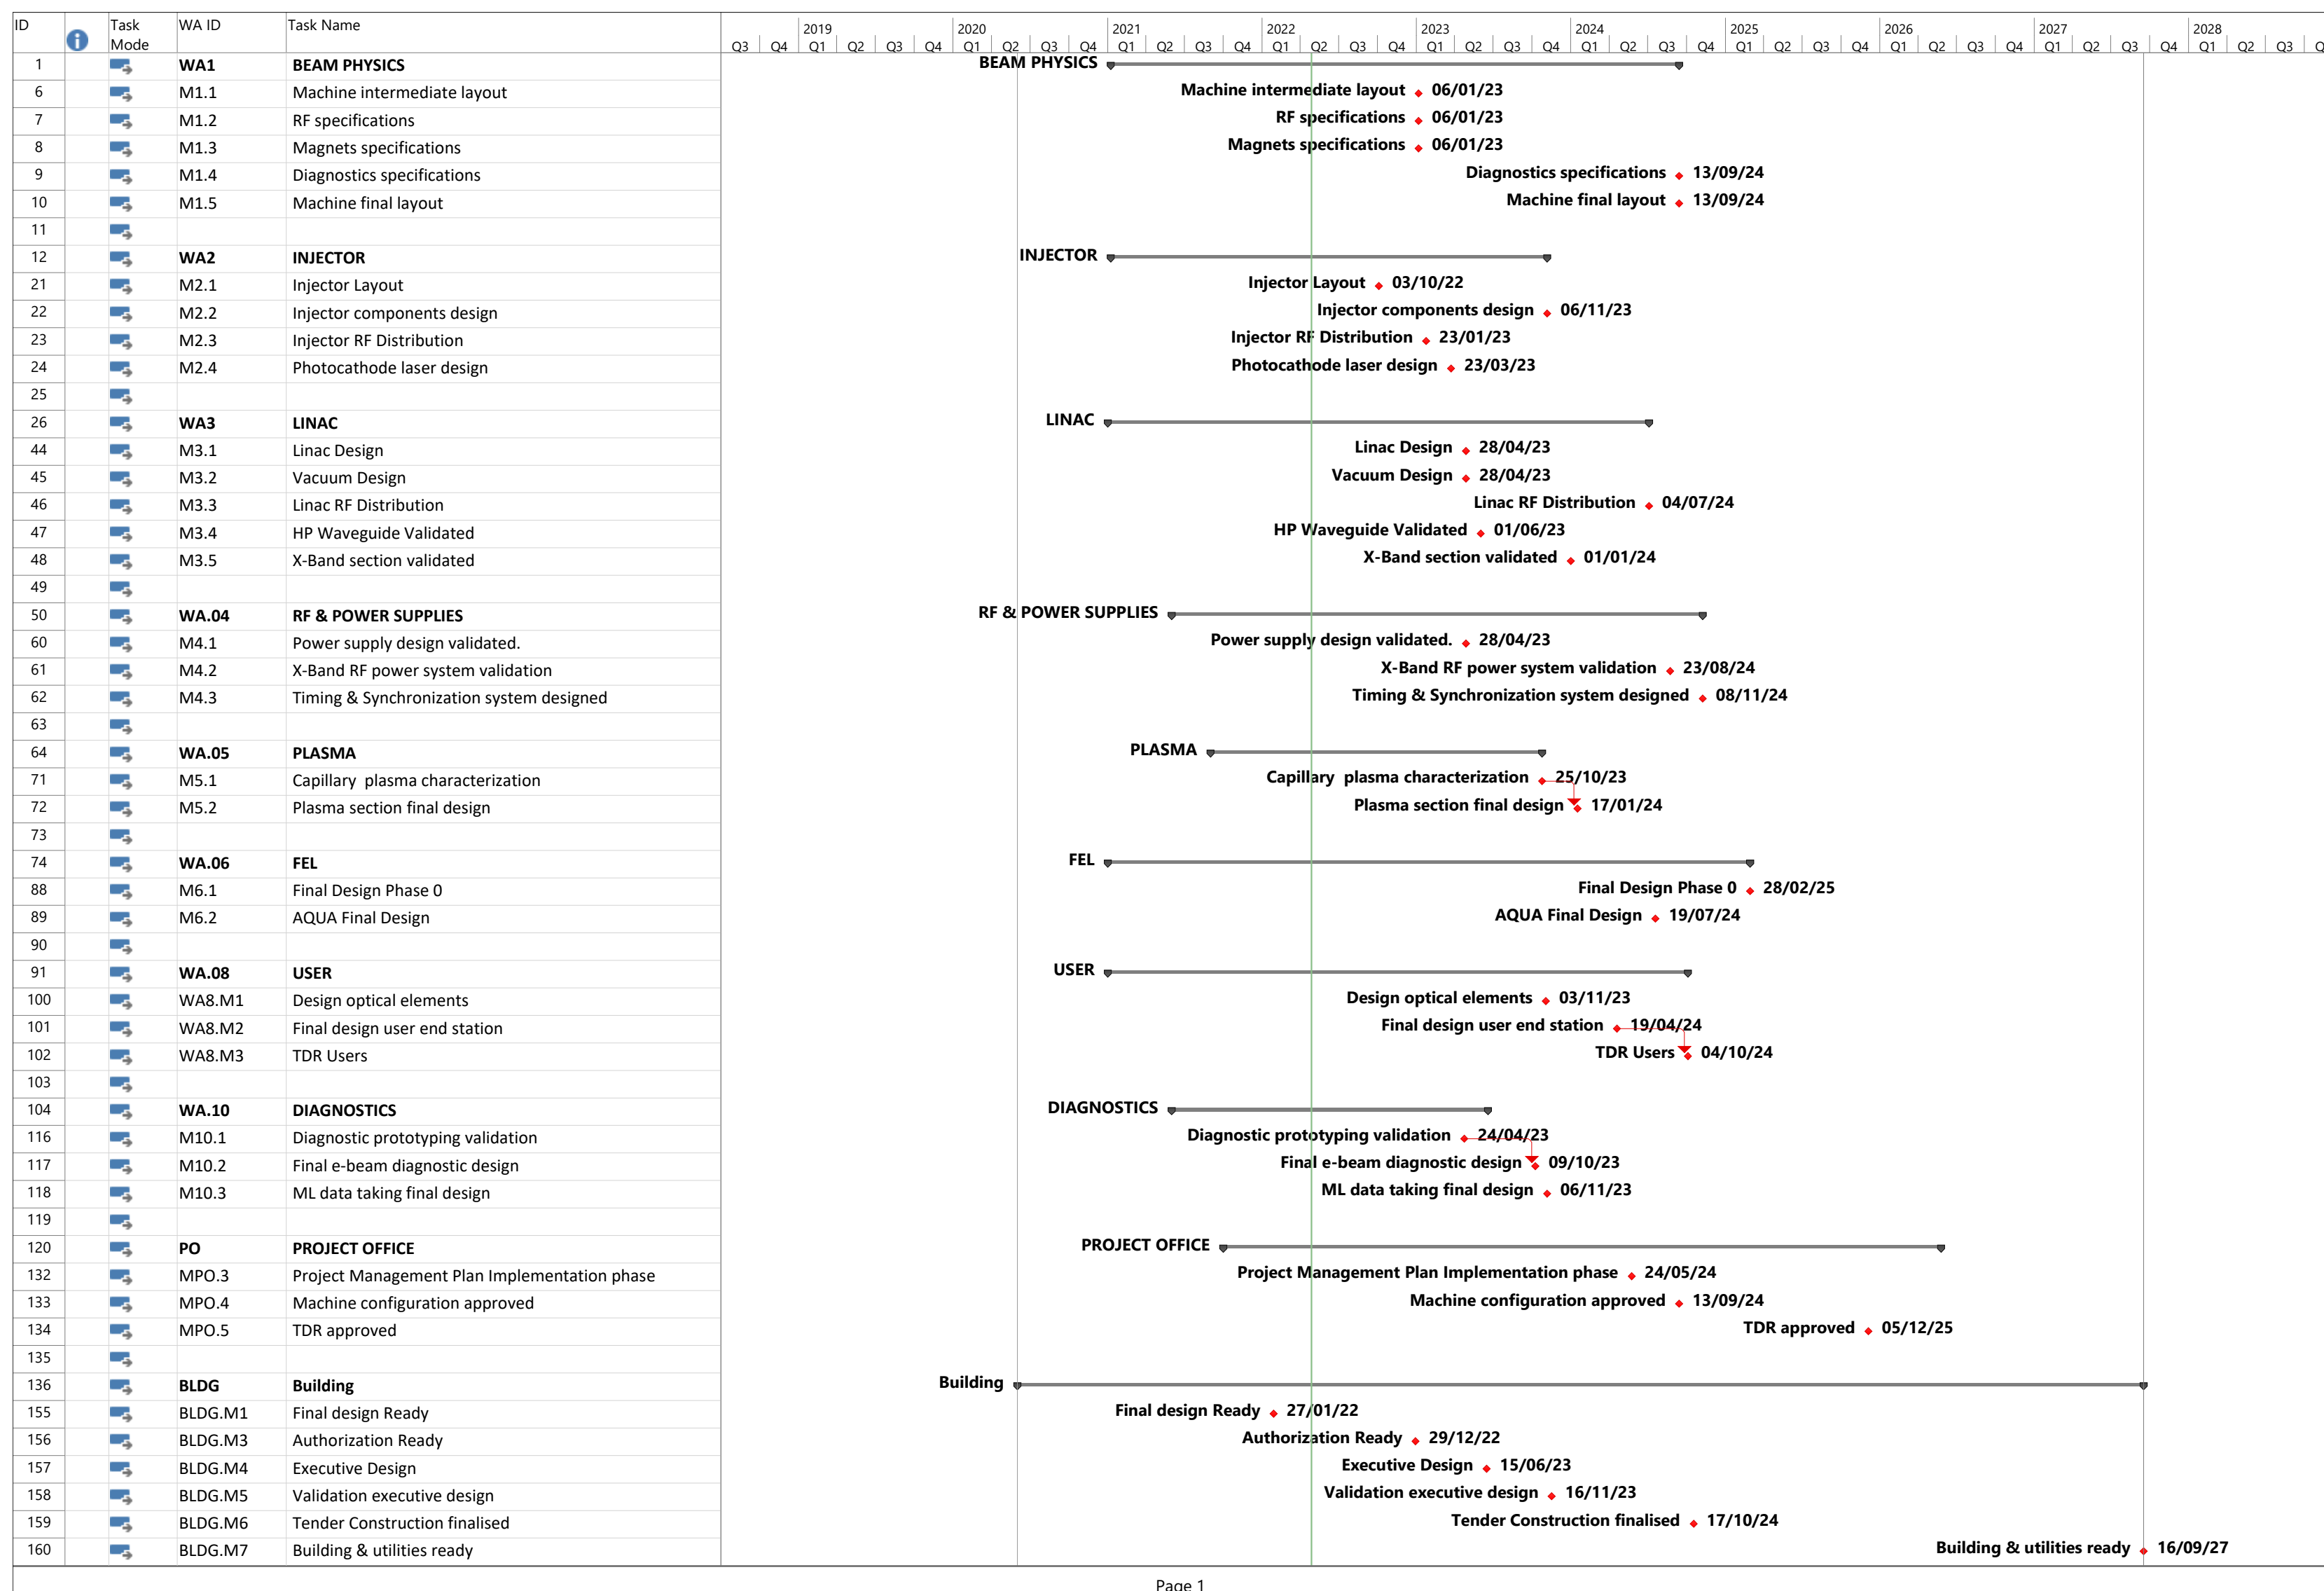 ID Task Mode WA ID Task Name 2019 2020 2021 2022 2023 2024 2025 2026 2027 2028
Q3 Q4 Q1 Q2 Q3 Q4 Q1 Q2 Q3 Q4 Q1 Q2 Q3 Q4 Q1 Q2 Q3 Q4 Q1 Q2 Q3 Q4 Q1 Q2 Q3 Q4 Q1 Q2 Q3 Q4 Q1 Q2 Q3 Q4 Q1 Q2 Q3 Q4 Q1 Q2 Q3
1 WA1 BEAM PHYSICS BEAM PHYSICS
6 M1.1 Machine intermediate layout Machine intermediate layout 06/01/23
7 M1.2 RF specifications RF specifications 06/01/23
8 M1.3 Magnets specifications Magnets specifications 06/01/23
9 M1.4 Diagnostics specifications Diagnostics specifications 13/09/24
10 M1.5 Machine final layout Machine final layout 13/09/24
11
12 WA2 INJECTOR INJECTOR
21 M2.1 Injector Layout Injector Layout 03/10/22
22 M2.2 Injector components design Injector components design 06/11/23
23 M2.3 Injector RF Distribution Injector RF Distribution 23/01/23
24 M2.4 Photocathode laser design Photocathode laser design 23/03/23
25
26 WA3 LINAC LINAC
44 M3.1 Linac Design Linac Design 28/04/23
45 M3.2 Vacuum Design Vacuum Design 28/04/23
46 M3.3 Linac RF Distribution Linac RF Distribution 04/07/24
47 M3.4 HP Waveguide Validated HP Waveguide Validated 01/06/23
48 M3.5 X-Band section validated X-Band section validated 01/01/24
49
50 WA.04 RF & POWER SUPPLIES RF & POWER SUPPLIES
60 M4.1 Power supply design validated. Power supply design validated. 28/04/23
61 M4.2 X-Band RF power system validation X-Band RF power system validation 23/08/24
62 M4.3 Timing & Synchronization system designed Timing & Synchronization system designed 08/11/24
63
64 WA.05 PLASMA PLASMA
71 M5.1 Capillary plasma characterization Capillary plasma characterization 25/10/23
72 M5.2 Plasma section final design Plasma section final design 17/01/24
73
74 WA.06 FEL FEL
88 M6.1 Final Design Phase 0 Final Design Phase 0 28/02/25
89 M6.2 AQUA Final Design AQUA Final Design 19/07/24
90
91 WA.08 USER USER
100 WA8.M1 Design optical elements Design optical elements 03/11/23
101 WA8.M2 Final design user end station Final design user end station 19/04/24
102 WA8.M3 TDR Users TDR Users 04/10/24
103
104 WA.10 DIAGNOSTICS DIAGNOSTICS
116 M10.1 Diagnostic prototyping validation Diagnostic prototyping validation 24/04/23
117 M10.2 Final e-beam diagnostic design Final e-beam diagnostic design 09/10/23
118 M10.3 ML data taking final design ML data taking final design 06/11/23
119
120 PO PROJECT OFFICE PROJECT OFFICE
132 MPO.3 Project Management Plan Implementation phase Project Management Plan Implementation phase 24/05/24
133 MPO.4 Machine configuration approved Machine configuration approved 13/09/24
134 MPO.5 TDR approved TDR approved 05/12/25
135
136 BLDG Building Building
155 BLDG.M1 Final design Ready Final design Ready 27/01/22
156 BLDG.M3 Authorization Ready Authorization Ready 29/12/22
157 BLDG.M4 Executive Design Executive Design 15/06/23
158 BLDG.M5 Validation executive design Validation executive design 16/11/23
159 BLDG.M6 Tender Construction finalised Tender Construction finalised 17/10/24
160 BLDG.M7 Building & utilities ready Building & utilities ready 16/09/27
Page 1